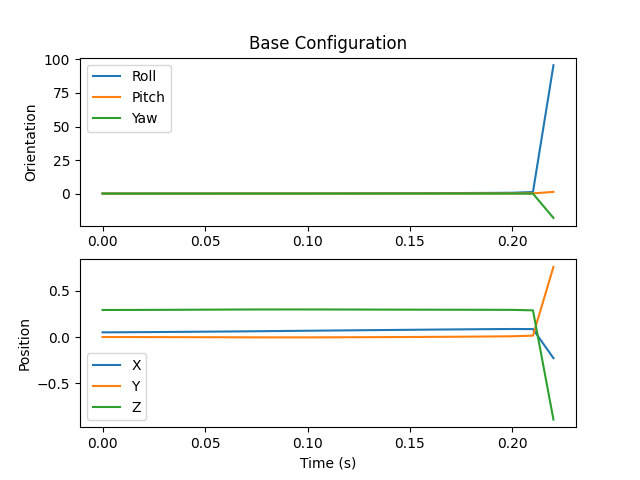 Base Configuration
Orientation
100
75
50
25
0
Roll
Pitch
Yaw
0.00 0.05 0.10 0.15 0.20
Position
0.5
0.0
−0.5
X
Y
Z
0.00 0.05 0.10 0.15 0.20
Time (s)